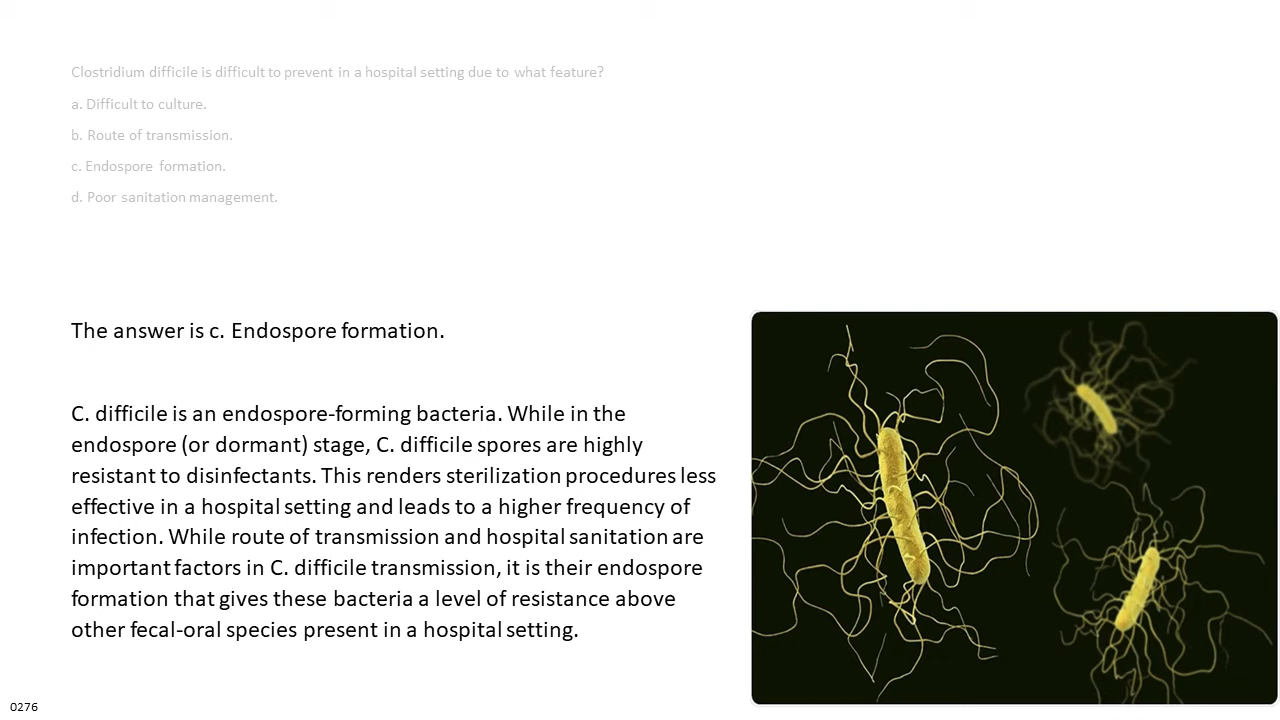 Clostridium difficile is difficult to prevent in a hospital setting due to what feature?
a. Difficult to culture.
b. Route of transmission.
c. Endospore formation.
d. Poor sanitation management.
The answer is c. Endospore formation.
C. difficile is an endospore-forming bacteria. While in the
endospore (or dormant) stage, C. difficile spores are highly
resistant to disinfectants. This renders sterilization procedures less
effective in a hospital setting and leads to a higher frequency of
infection. While route of transmission and hospital sanitation are
important factors in C. difficile transmission, it is their endospore
formation that gives these bacteria a level of resistance above
other fecal-oral species present in a hospital setting.
0276